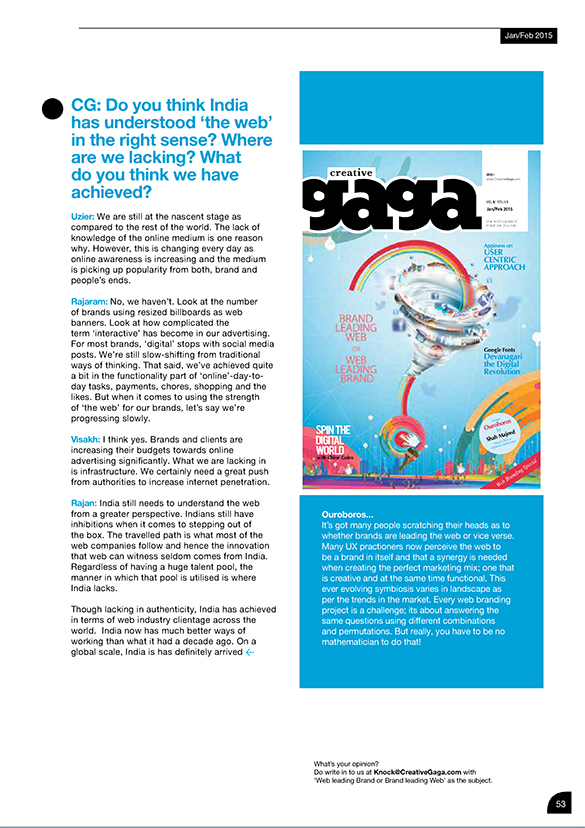 Jan/Feb 2015
CG: Do you think India
has understood ‘the web’
in the right sense? Where
are we lacking? What
do you think we have
achieved?
Uzier: We are still at the nascent stage as
compared to the rest of the world. The lack of
knowledge of the online medium is one reason
why. However, this is changing every day as
online awareness is increasing and the medium
is picking up popularity from both, brand and
people’s ends.
Rajaram: No, we haven’t. Look at the number
of brands using resized billboards as web
banners. Look at how complicated the
term ‘interactive’ has become in our advertising.
For most brands, ‘digital’ stops with social media
posts. We’re still slow-shifting from traditional
ways of thinking. That said, we’ve achieved quite
a bit in the functionality part of ‘online’-day-to-
day tasks, payments, chores, shopping and the
likes. But when it comes to using the strength
of ‘the web’ for our brands, let’s say we’re
progressing slowly.
Visakh: I think yes. Brands and clients are
increasing their budgets towards online
advertising significantly. What we are lacking in
is infrastructure. We certainly need a great push
from authorities to increase internet penetration.
Rajan: India still needs to understand the web
from a greater perspective. Indians still have
inhibitions when it comes to stepping out of
the box. The travelled path is what most of the
web companies follow and hence the innovation
that web can witness seldom comes from India.
Regardless of having a huge talent pool, the
manner in which that pool is utilised is where
India lacks.
Though lacking in authenticity, India has achieved
in terms of web industry clientage across the
world. India now has much better ways of
working than what it had a decade ago. On a
global scale, India is has definitely arrived
creative
gaga
Jan/Feb 2015
Appiness on
USER
CENTRIC
APPROACH
BRAND
LEADING
WEB
OR
WEB
LEADING
BRAND
Google Fonts
Devanagari
the Digital
Revolution
Ouroboros
Shah Majeed
SPIN THE
DIGITAL
WORLD
Web Branding Special
Ouroboros...
It’s got many people scratching their heads as to
whether brands are leading the web or vice verse.
Many UX practioners now perceive the web to
be a brand in itself and that a synergy is needed
when creating the perfect marketing mix; one that
is creative and at the same time functional. This
ever evolving symbiosis varies in landscape as
per the trends in the market. Every web branding
project is a challenge; its about answering the
same questions using different combinations
and permutations. But really, you have to be no
mathematician to do that!
What’s your opinion?
Do write in to us at Knock@CreativeGaga.com with
‘Web leading Brand or Brand leading Web’ as the subject.
53